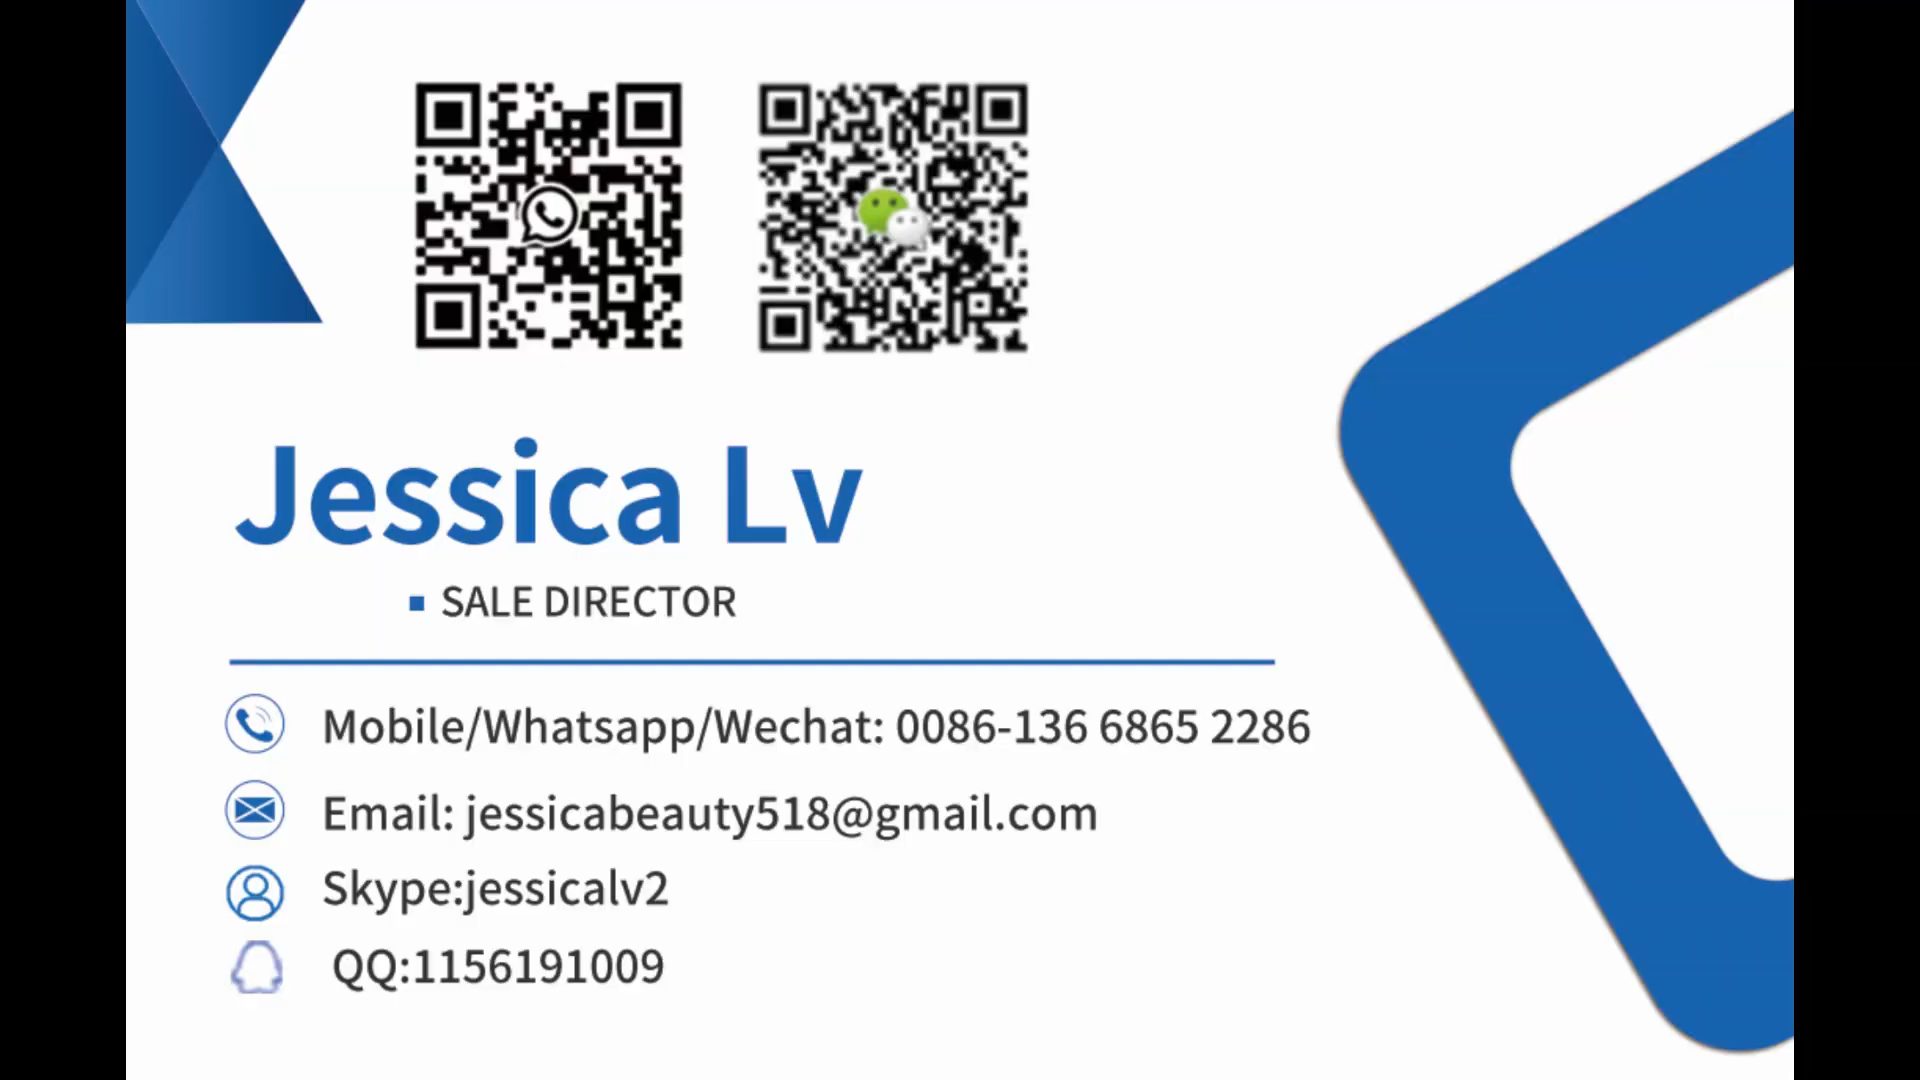 Jessica Lv
SALE DIRECTOR
Mobile/Whatsapp/Wechat: 0086-136 6865 2286
Email: jessicabeauty518@gmail.com
Skype:jessicalv2
QQ:1156191009